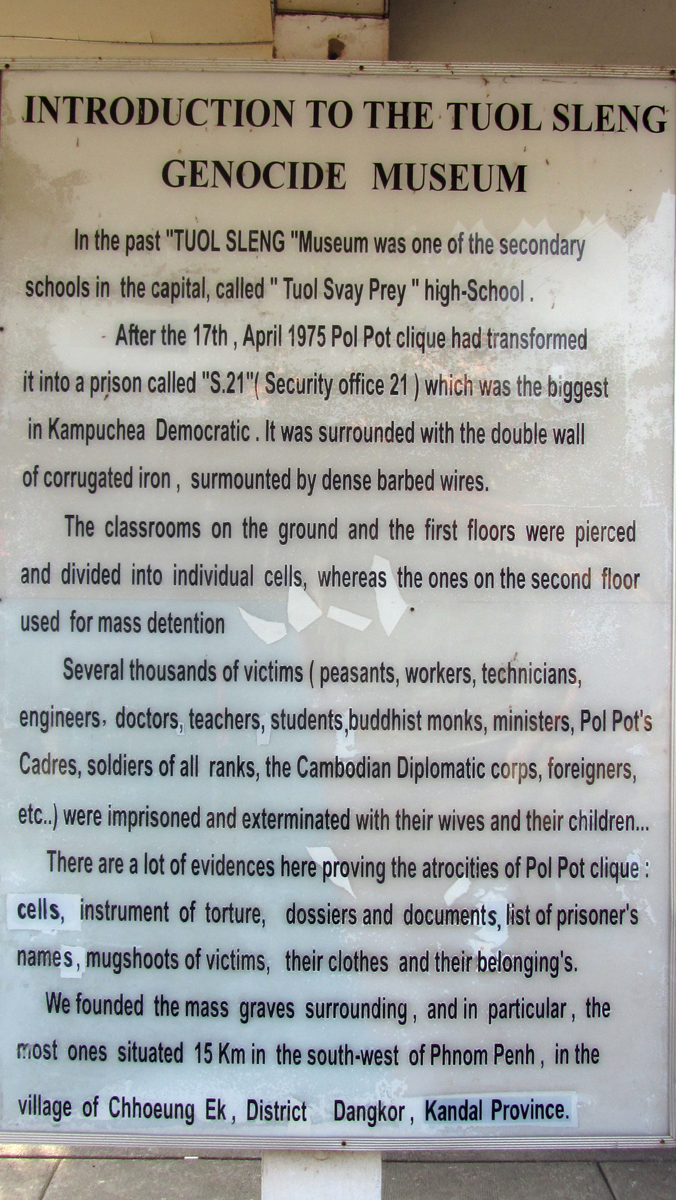 INTRODUCTION TO THE TUOL SLENG
GENOCIDE MUSEUM
In the past "TUOL SLENG "Museum was one of the secondary
schools in the capital, called " Tuol Svay Prey " high-School .
After the 17th , April 1975 Pol Pot clique had transformed
it into a prison called "S.21"( Security office 21 ) which was the biggest
in Kampuchea Democratic . It was surrounded with the double wall
of corrugated iron , surmounted by dense barbed wires.
The classrooms on the ground and the first floors were pierced
and divided into individual cells, whereas the ones on the second floor
used for mass detention
Several thousands of victims ( peasants, workers, technicians,
engineers, doctors, teachers, students,buddhist monks, ministers, Pol Pot's
Cadres, soldiers of all ranks, the Cambodian Diplomatic corps, foreigners,
etc..) were imprisoned and exterminated with their wives and their children...
There are a lot of evidences here proving the atrocities of Pol Pot clique :
cells, instrument of torture, dossiers and documents, list of prisoner's
names, mugshoots of victims, their clothes and their belonging's.
We founded the mass graves surrounding , and in particular , the
most ones situated 15 Km in the south-west of Phnom Penh , in the
village of Chhoeung Ek , District Dangkor , Kandal Province.